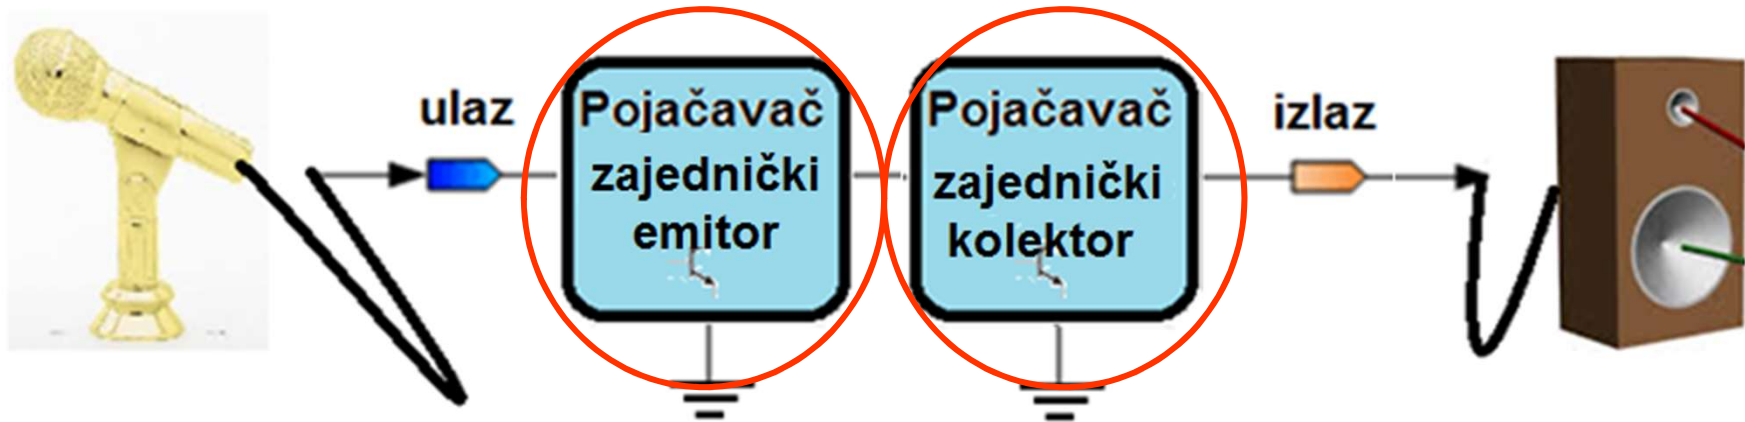 ulaz
Pojačavač
zajednički
emitor
Pojačavač
zajednički
kolektor
izlaz